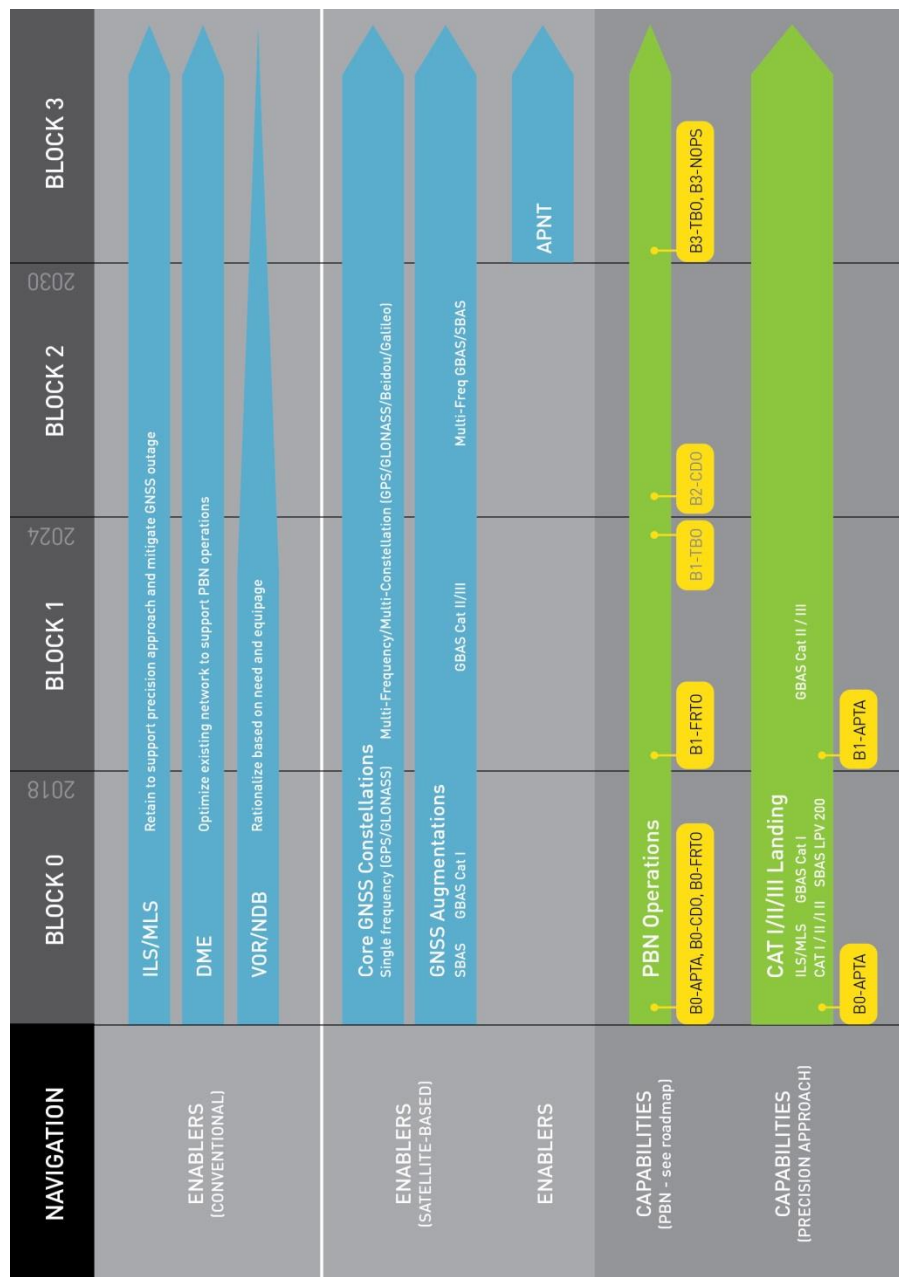 NAVIGATION
BLOCK 0
2018
BLOCK 1
2024
BLOCK 2
2030
BLOCK 3
ENABLERS
(CONVENTIONAL)
ILS/MLS
Retain to support precision approach and mitigate GNSS outage
DME
Optimize existing network to support PBN operations
VOR/NDB
Rationalize based on need and equipage
ENABLERS
(SATELLITE-BASED)
Core GNSS Constellations
Single frequency (GPS/GLONASS)
Multi-Frequency/Multi-Constellation (GPS/GLONASS/Beidou/Galileo)
GNSS Augmentations
SBAS GBAS Cat I
GBAS Cat II/III
Multi-Freq GBAS/SBAS
ENABLERS
APNT
CAPABILITIES
(PBN - see roadmap)
PBN Operations
B0-APTA, B0-CDO, B0-FRTO
B1-FRTO
B1-TBO
B2-CDO
B3-TBO, B3-NOPS
CAPABILITIES
(PRECISION APPROACH)
CAT I/II/III Landing
ILS/MLS GBAS Cat I
CAT I / II / I II SBAS LPV 200
GBAS Cat II / III
B0-APTA
B1-APTA